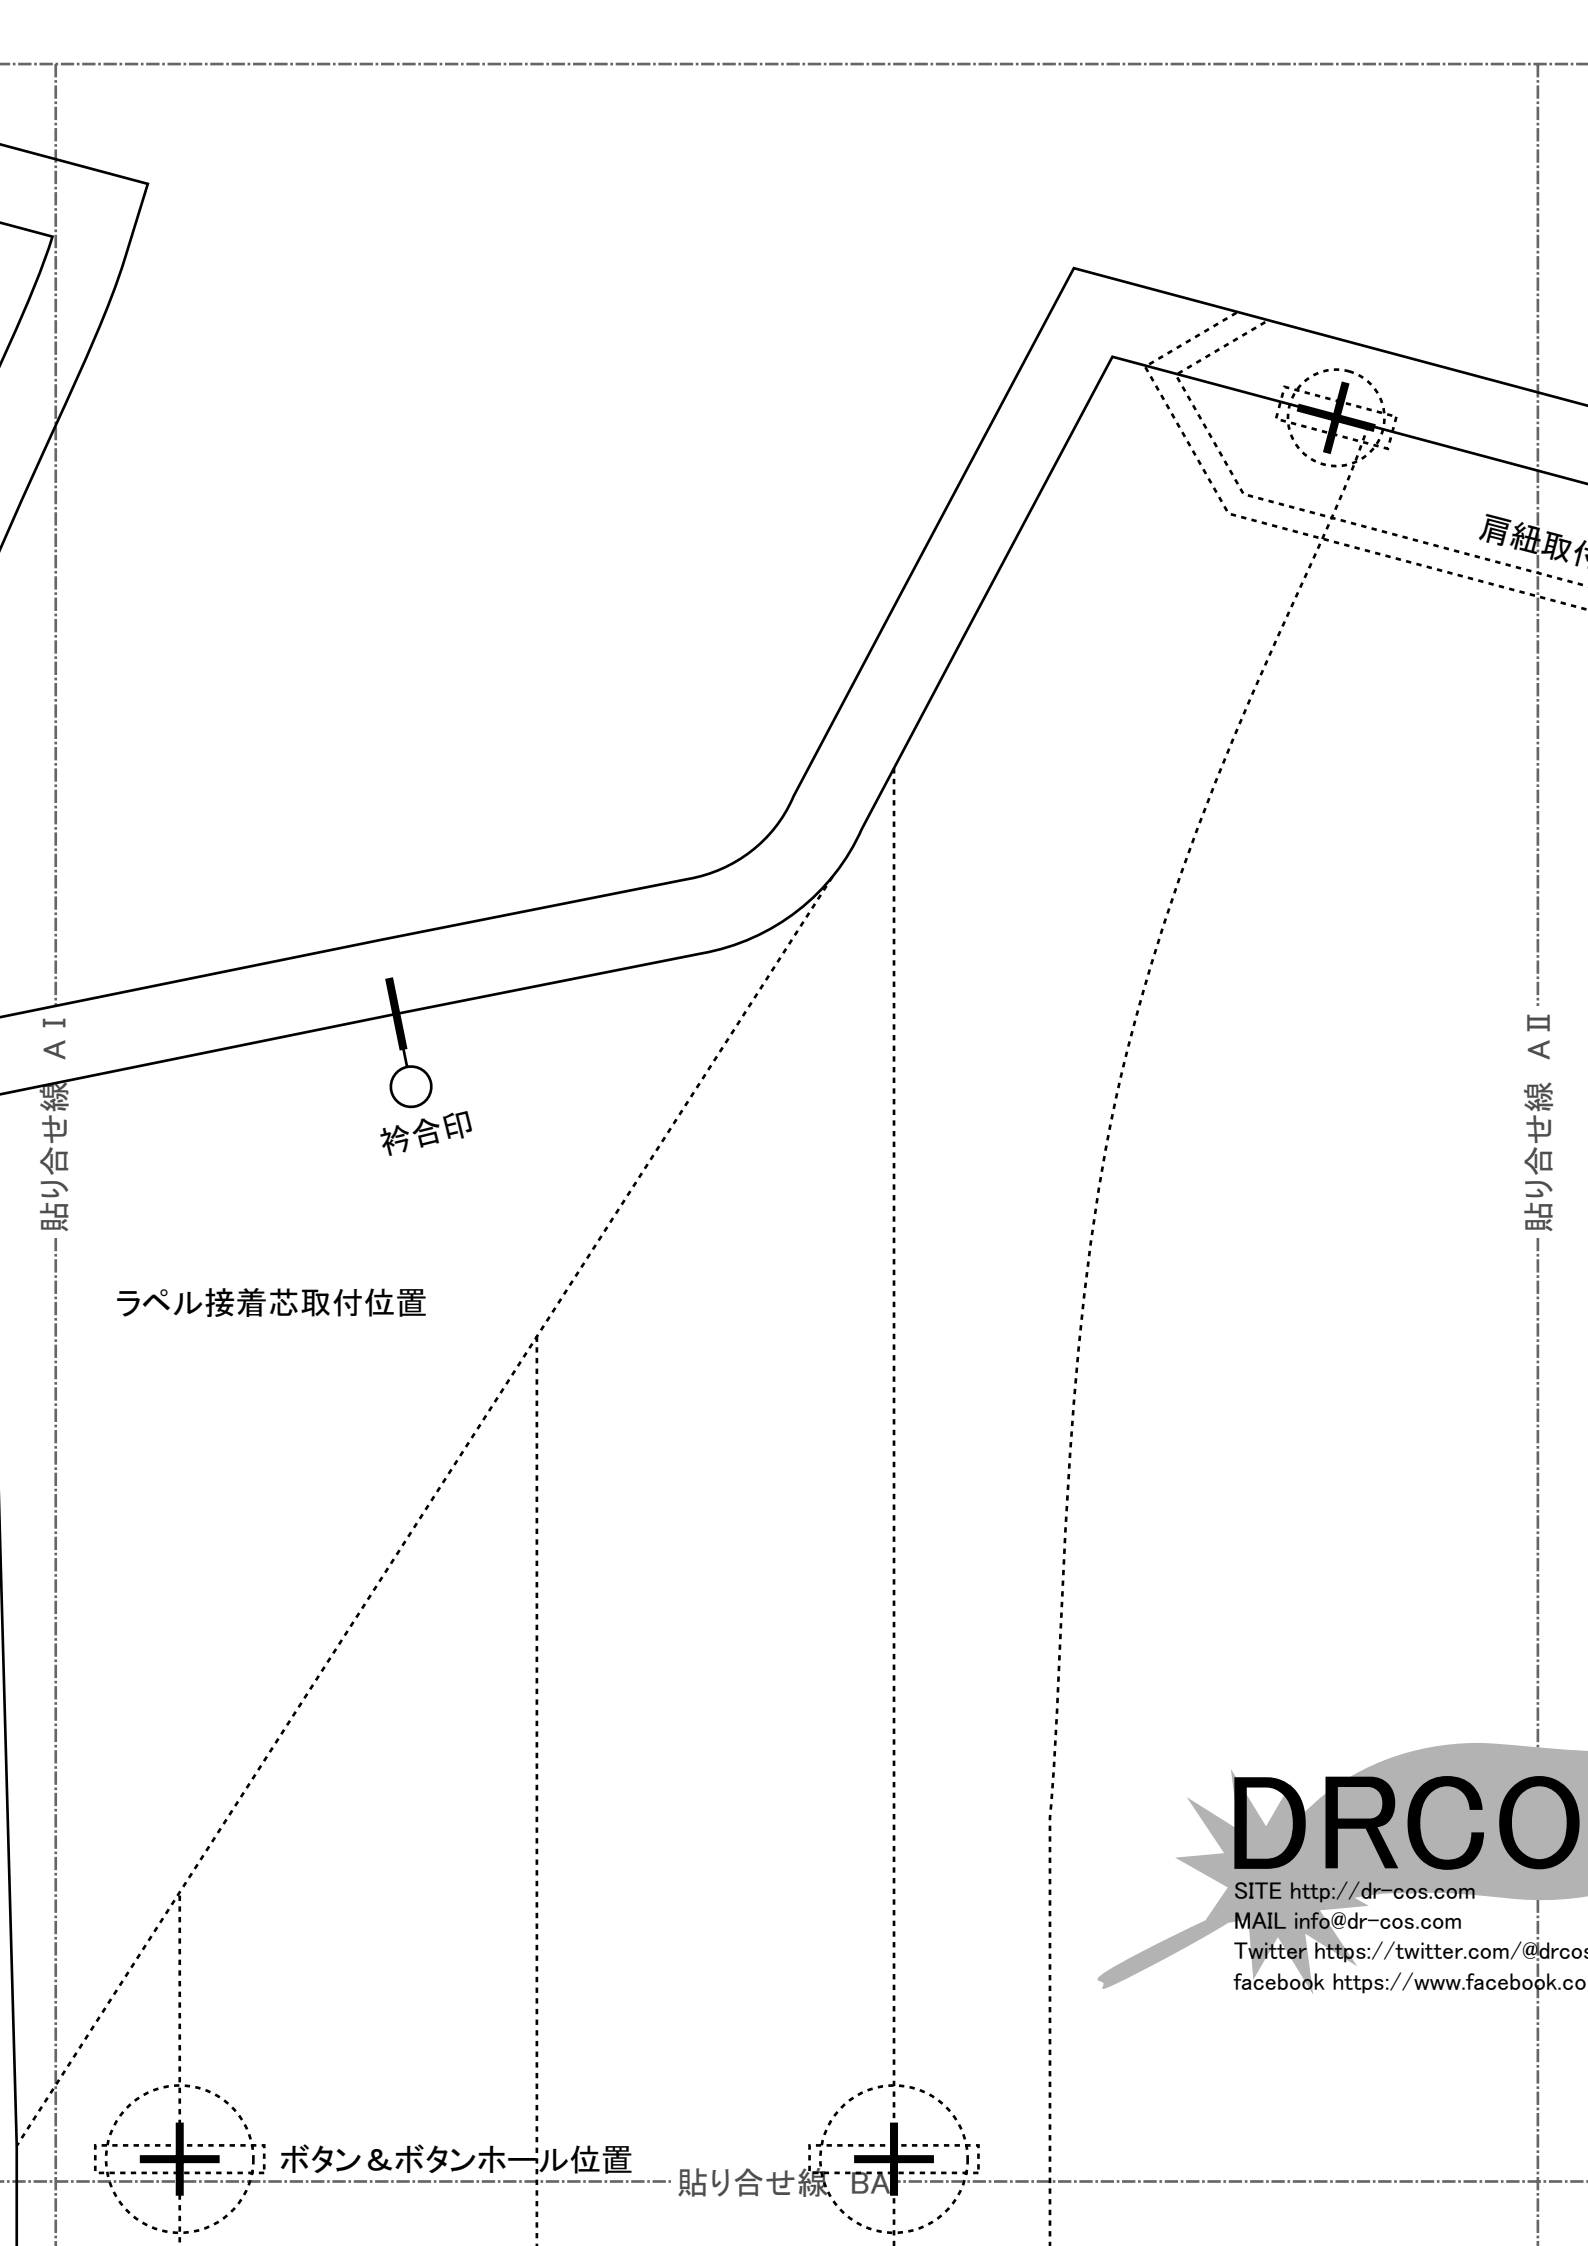 肩紐取付
貼り合せ線 AⅠ
貼り合せ線 AⅡ
衿合印
ラペル接着芯取付位置
DRCO
SITE http://dr-cos.com
MAIL info@dr-cos.com
Twitter https://twitter.com/@drcos
facebook https://www.facebook.co
ボタン＆ボタンホール位置
貼り合せ線 BA